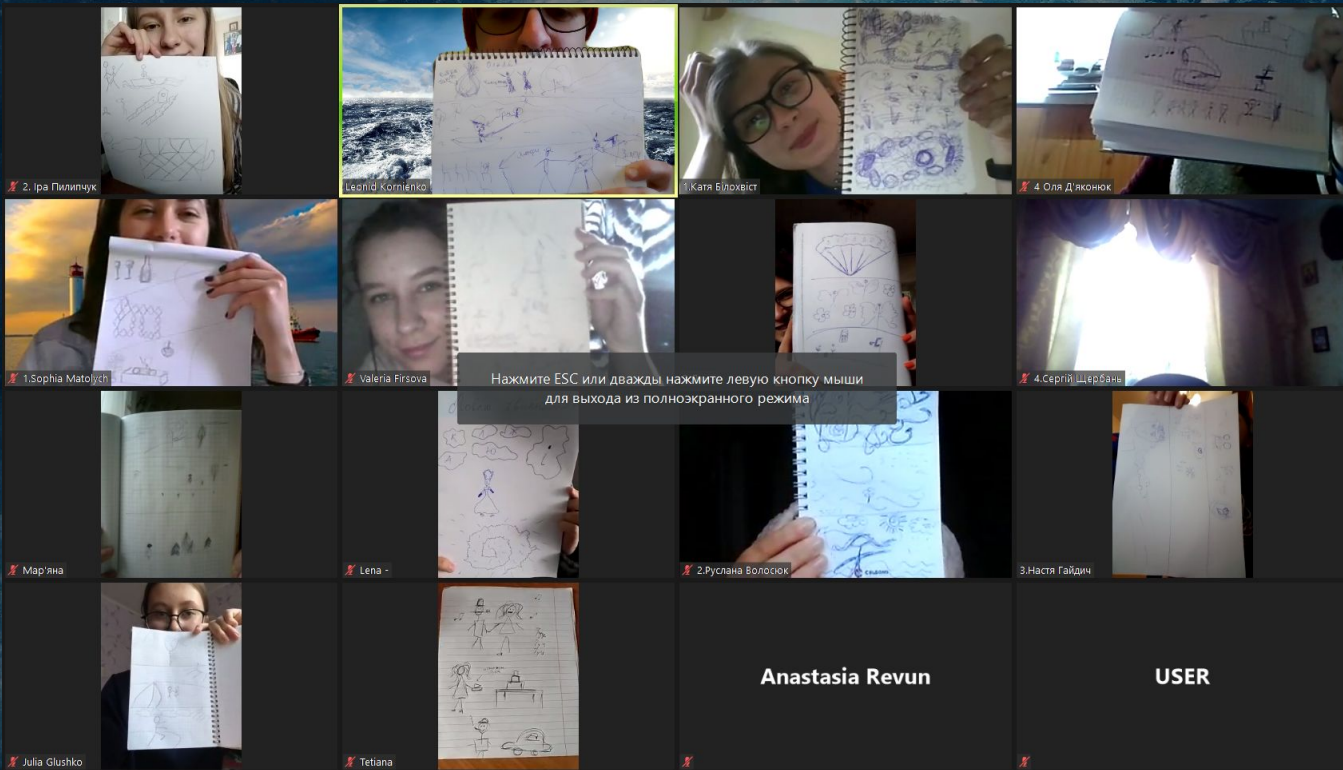 2. Іра Пилипчук
Leonid Kornienko
1.Катя Білохвіст
4 Оля Д'яконюк
1.Sophia Matolych
Valeria Firsova
4.Сергій Щербань
Нажмите ESC или дважды нажмите левую кнопку мыши
для выхода из полноэкранного режима
Мар'яна
Lena -
2.Руслана Волосюк
3.Настя Гайдич
Julia Glushko
Tetiana
Anastasia Revun
USER